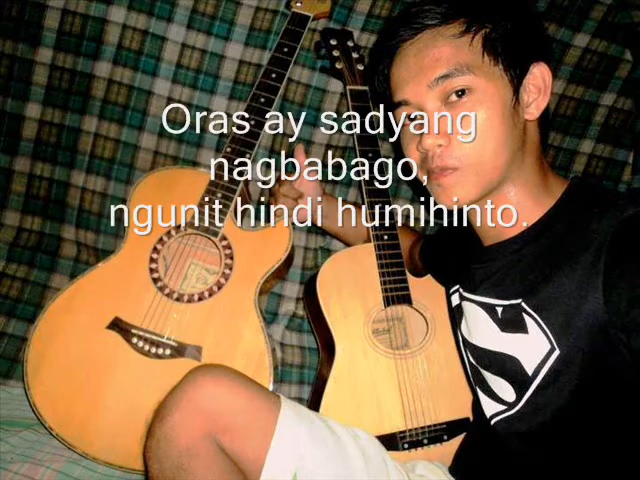 Oras ay sadyang
nagbabago,
ngunit hindi humihinto.
S